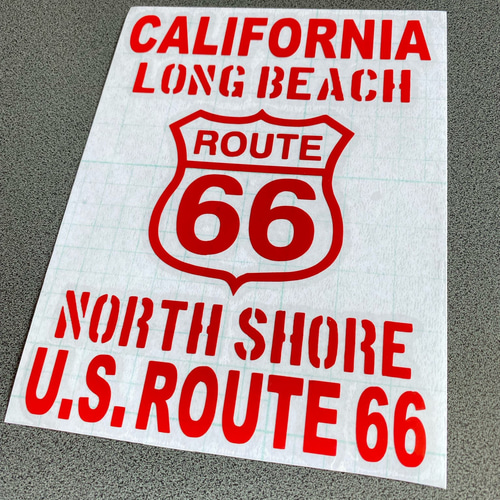 CALIFORNIA
LONG BEACH
ROUTE
66
NORTH SHORE
U.S. ROUTE 66